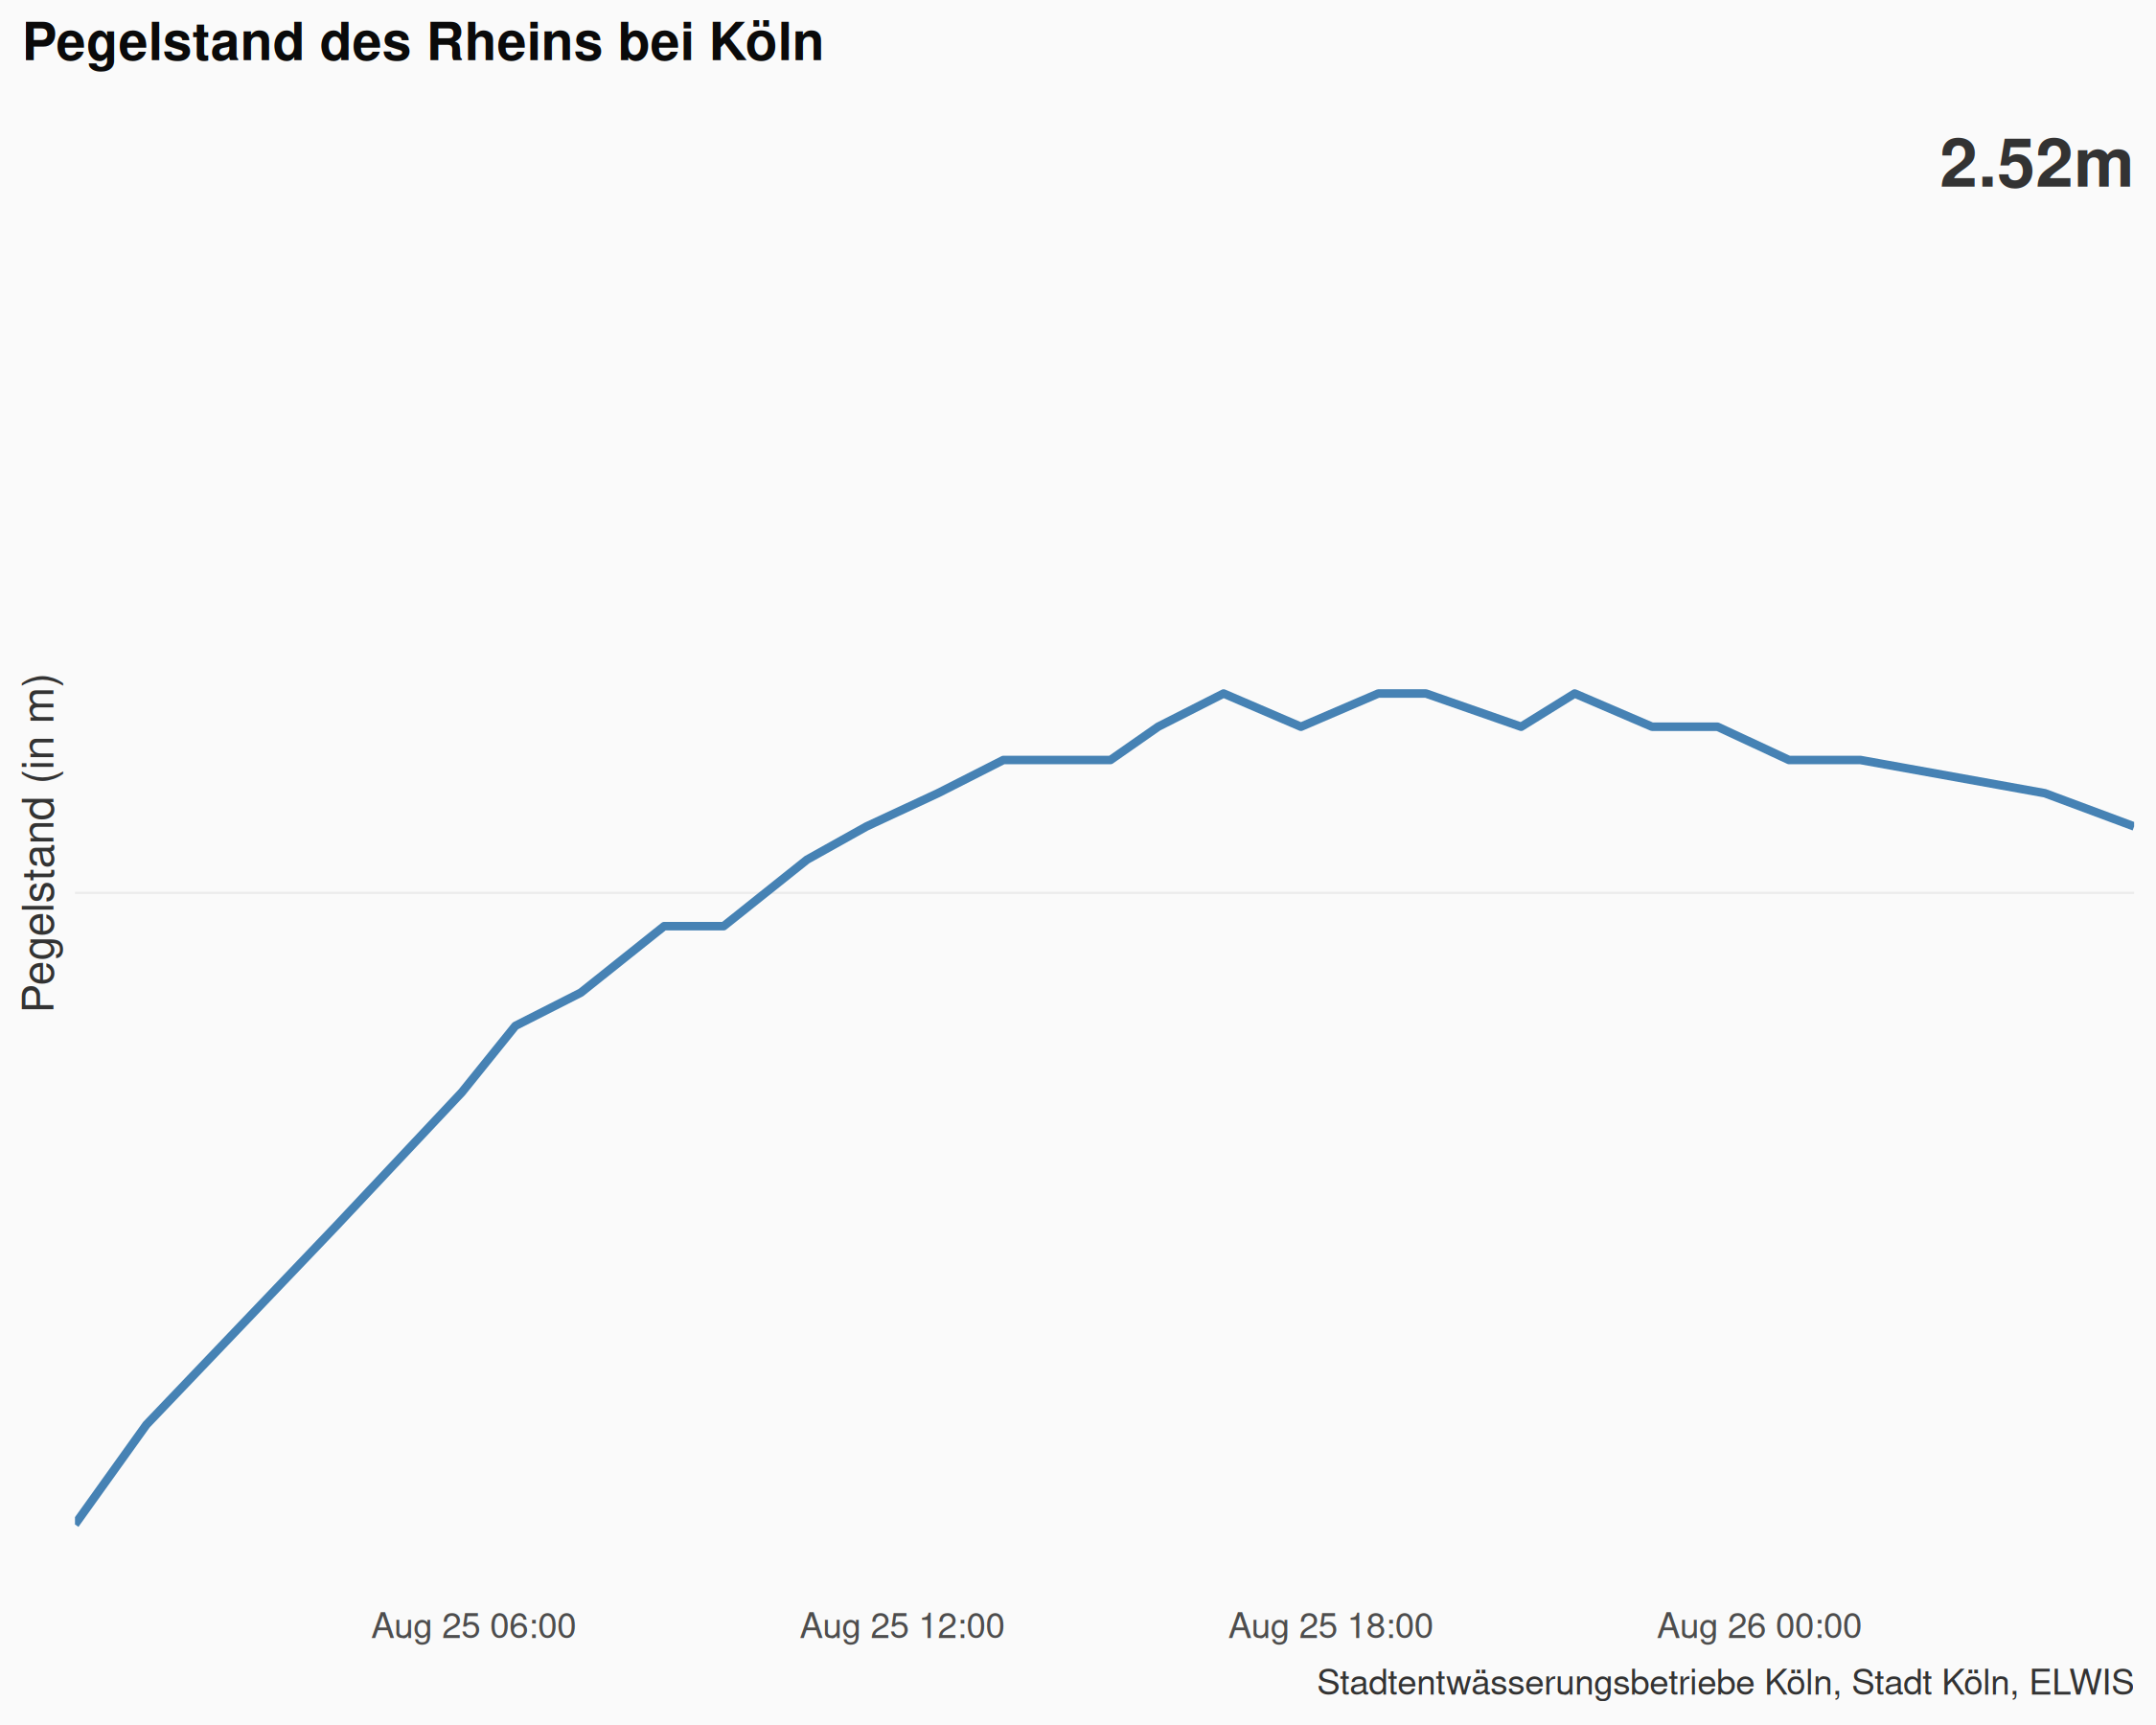 Pegelstand des Rheins bei Köln
2.52m
Pegelstand (in m)
Aug 25 06:00
Aug 25 12:00
Aug 25 18:00
Aug 26 00:00
Stadtentwässerungsbetriebe Köln, Stadt Köln, ELWIS